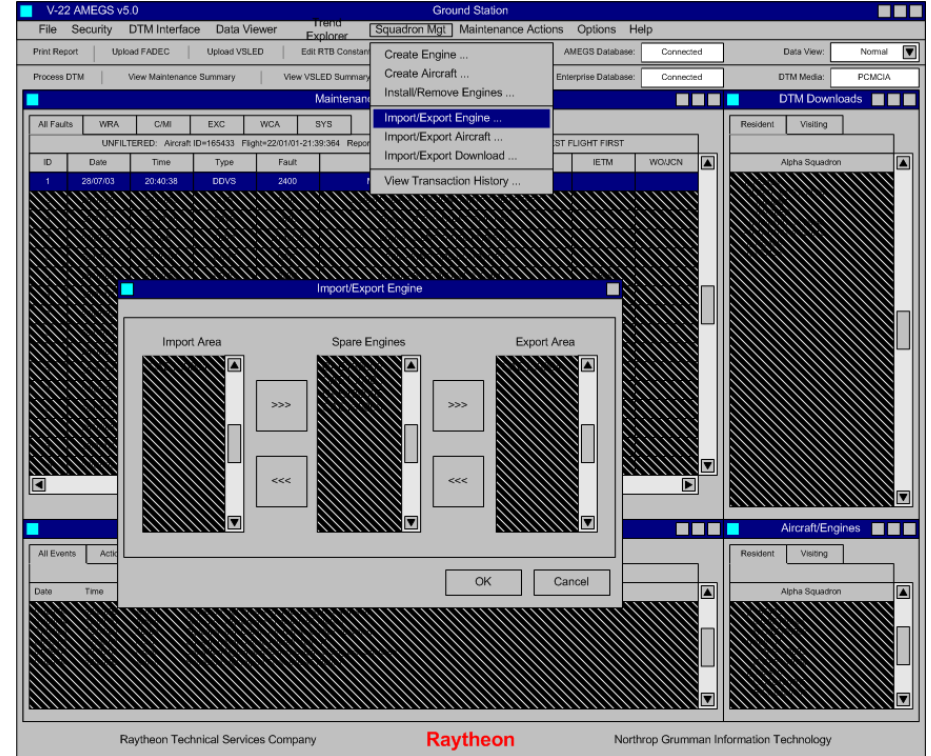 V-22 AMEGS v5.0 Ground Station
File Security DTM Interface Data Viewer Trend Explorer Squadron Mgt Maintenance Actions Options Help
Print Report Upload FADEC Upload VSLED Edit RTB Constant AMEGS Database: Connected Data View: Normal
Process DTM View Maintenance Summary View VSLED Summary Enterprise Database: Connected DTM Media: PCMCIA
Create Engine ...
Create Aircraft ...
Install/Remove Engines ...
Import/Export Engine ...
Import/Export Aircraft ...
Import/Export Download ...
View Transaction History ...
Maintenanc
DTM Downloads
All Faults WRA C/MI EXC WCA SYS
Resident Visiting
UNFILTERED: Aircraft ID=165433 Flight=22/01/01-21:39:364 Repor ST FLIGHT FIRST
ID Date Time Type Fault IETM WO/JCN
Alpha Squadron
1 28/07/03 20:40:38 DDVS 2400
Import/Export Engine
Import Area Spare Engines Export Area
>>> >>>
<<< <<<
OK Cancel
Aircraft/Engines
All Events Actio
Resident Visiting
Date Time
Alpha Squadron
Raytheon Technical Services Company Raytheon Northrop Grumman Information Technology